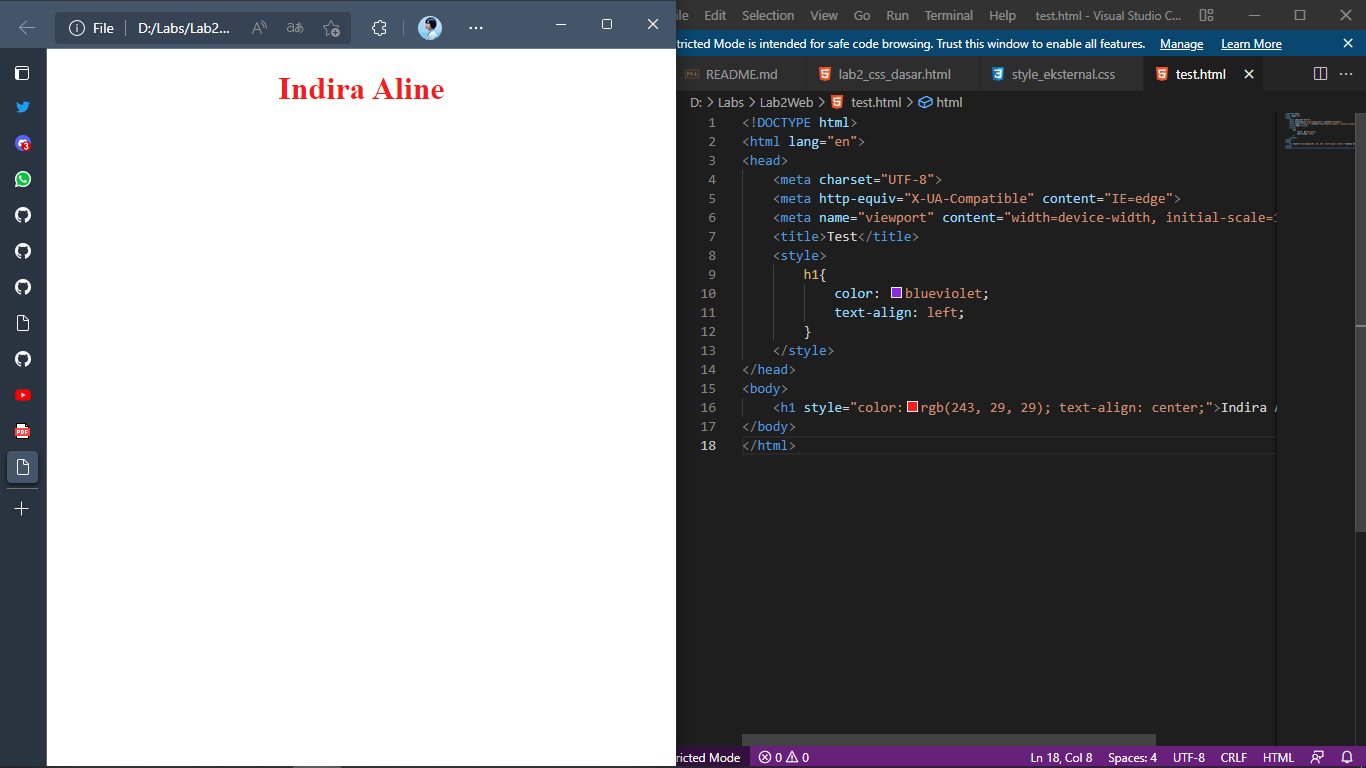 File D:/Labs/Lab2...
Indira Aline
3
PDF
Edit Selection View Go Run Terminal Help test.html - Visual Studio C...
Mode is intended for safe code browsing. Trust this window to enable all features. Manage Learn More
README.md lab2_css_dasar.html style_eksternal.css test.html
D: > Labs > Lab2Web > test.html > html
1 <!DOCTYPE html>
2 <html lang="en">
3 <head>
4 <meta charset="UTF-8">
5 <meta http-equiv="X-UA-Compatible" content="IE=edge">
6 <meta name="viewport" content="width=device-width, initial-scale=1
7 <title>Test</title>
8 <style>
9 h1{
10 color: blueviolet;
11 text-align: left;
12 }
13 </style>
14 </head>
15 <body>
16 <h1 style="color:rgb(243, 29, 29); text-align: center;">Indira A
17 </body>
18 </html>
ricted Mode 0 0 Ln 18, Col 8 Spaces: 4 UTF-8 CRLF HTML